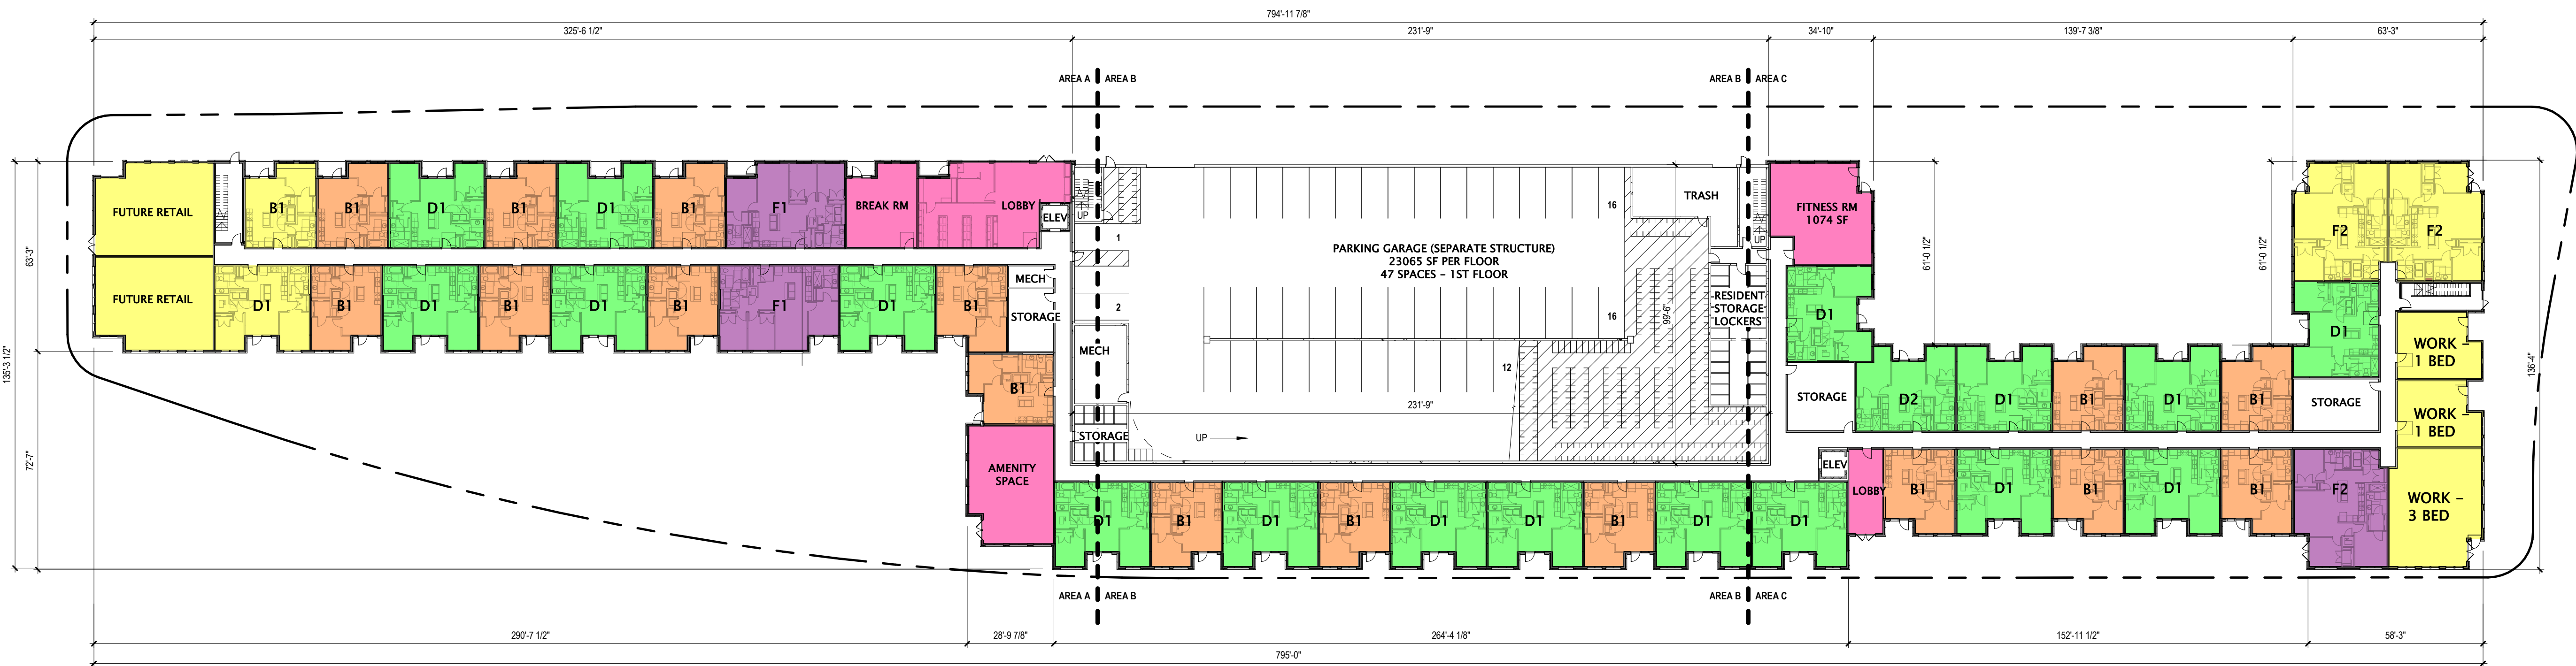 794'-11 7/8"
325'-6 1/2"
231'-9"
34'-10"
139'-7 3/8"
63'-3"
AREA A
AREA B
AREA B
AREA C
FUTURE RETAIL
B1
B1
D1
B1
D1
B1
F1
BREAK RM
LOBBY
ELEV
UP
1
16
TRASH
UP
FITNESS RM
1074 SF
F2
F2
PARKING GARAGE (SEPARATE STRUCTURE)
23065 SF PER FLOOR
47 SPACES - 1ST FLOOR
63'-3"
135'-3 1/2"
61'-0 1/2"
61'-0 1/2"
FUTURE RETAIL
D1
B1
D1
B1
D1
B1
F1
D1
B1
MECH
STORAGE
2
16
99'-6"
RESIDENT
STORAGE
LOCKERS
D1
D1
WORK -
1 BED
136'-4"
MECH
12
B1
231'-9"
STORAGE
D2
D1
B1
D1
B1
STORAGE
WORK -
1 BED
STORAGE
UP
72'-7"
AMENITY
SPACE
ELEV
LOBBY
B1
D1
B1
D1
B1
F2
WORK -
3 BED
D1
B1
D1
B1
D1
D1
B1
D1
D1
AREA A
AREA B
AREA B
AREA C
290'-7 1/2"
28'-9 7/8"
264'-4 1/8"
152'-11 1/2"
58'-3"
795'-0"